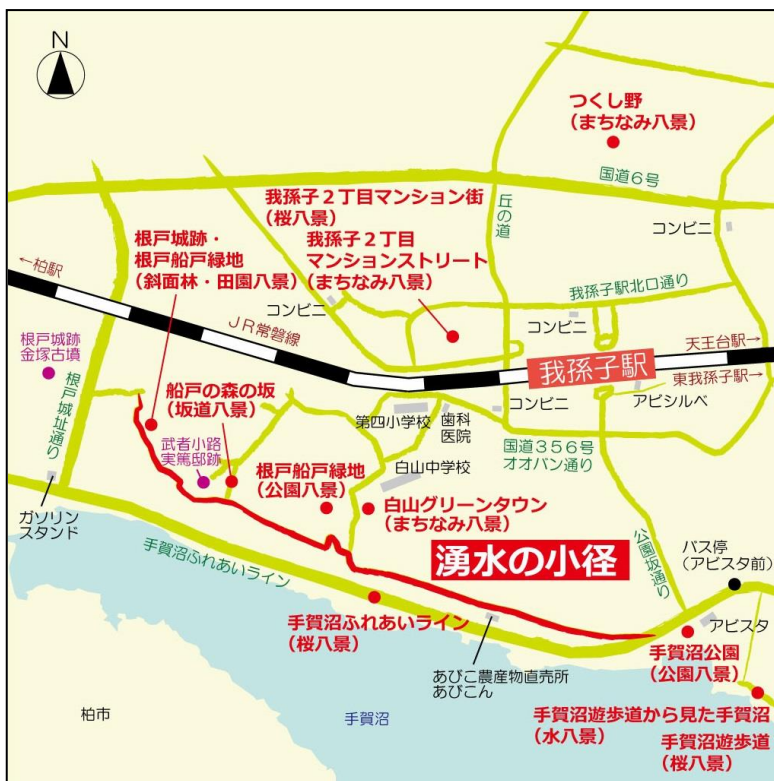 N
つくし野
(まちなみ八景)
国道6号
我孫子2丁目マンション街
(桜八景)
我孫子2丁目
マンションストリート
(まちなみ八景)
丘の道
コンビニ
根戸城跡・
根戸船戸緑地
(斜面林・田園八景)
←柏駅
コンビニ
我孫子駅北口通り
コンビニ
JR常磐線
天王台駅→
我孫子駅
東我孫子駅→
根戸城跡
金塚古墳
根戸城址通り
船戸の森の坂
(坂道八景)
第四小学校
歯科
医院
コンビニ
アビシルベ
国道356号
オオバン通り
武者小路
実篤邸跡
根戸船戸緑地
(公園八景)
白山中学校
白山グリーンタウン
(まちなみ八景)
ガソリン
スタンド
手賀沼ふれあいライン
湧水の小径
公園坂通り
バス停
(アビスタ前)
手賀沼ふれあいライン
(桜八景)
アビスタ
手賀沼公園
(公園八景)
あびこ農産物直売所
あびこん
手賀沼遊歩道から見た手賀沼
(水八景)
手賀沼遊歩道
(桜八景)
柏市
手賀沼